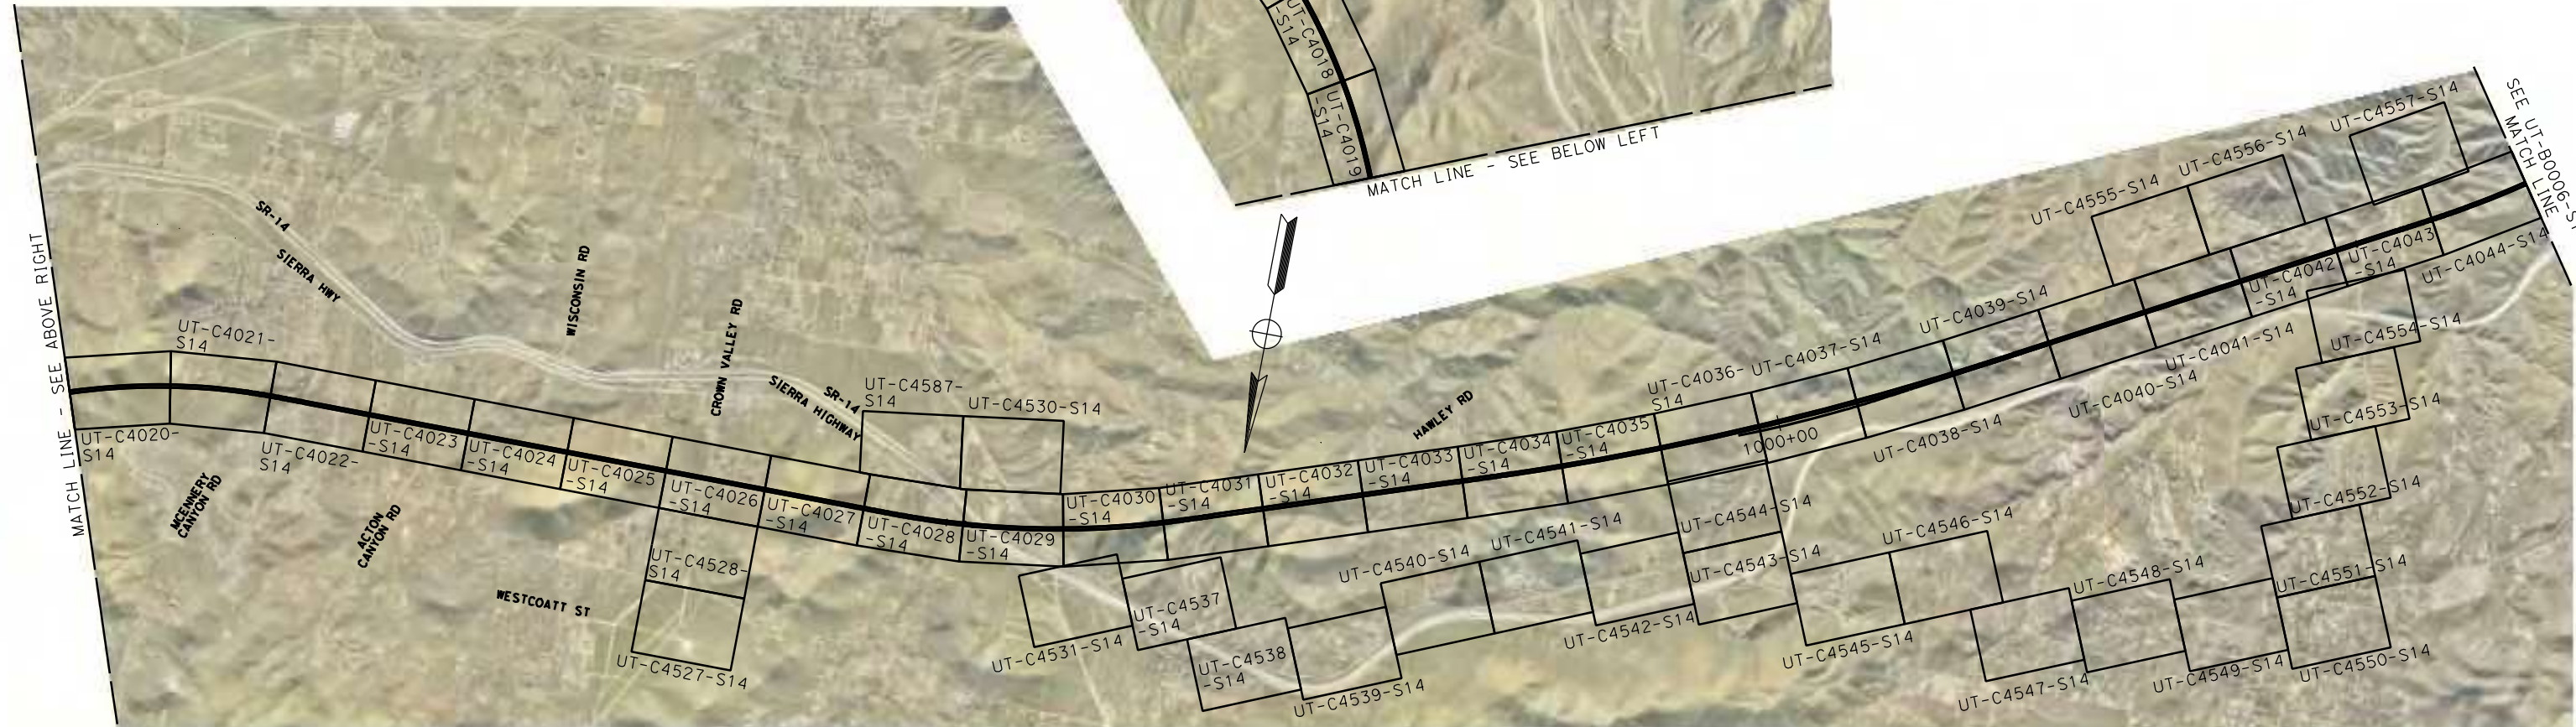 UT-C4018
-S14
UT-C4019
-S14
MATCH LINE - SEE BELOW LEFT
MATCH LINE - SEE ABOVE RIGHT
SR-14
SIERRA HWY
WISCONSIN RD
CROWN VALLEY RD
SIERRA HIGHWAY
SR-14
MCENNERY
CANYON RD
ACTON
CANYON RD
WESTCOATT ST
HAWLEY RD
1000+00
UT-C4020-
S14
UT-C4021-
S14
UT-C4022-
S14
UT-C4023
-S14
UT-C4024
-S14
UT-C4025
-S14
UT-C4026
-S14
UT-C4027
-S14
UT-C4028
-S14
UT-C4029
-S14
UT-C4030
-S14
UT-C4031
-S14
UT-C4032
-S14
UT-C4033
-S14
UT-C4034
-S14
UT-C4035
-S14
UT-C4036-
S14
UT-C4037-S14
UT-C4038-S14
UT-C4039-S14
UT-C4040-S14
UT-C4041-S14
UT-C4042
-S14
UT-C4043
-S14
UT-C4044-S14
UT-C4587-
S14
UT-C4530-S14
UT-C4528-
S14
UT-C4527-S14
UT-C4531-S14
UT-C4537
-S14
UT-C4538
-S14
UT-C4539-S14
UT-C4540-S14
UT-C4541-S14
UT-C4542-S14
UT-C4543-S14
UT-C4544-S14
UT-C4545-S14
UT-C4546-S14
UT-C4547-S14
UT-C4548-S14
UT-C4549-S14
UT-C4550-S14
UT-C4551-S14
UT-C4552-S14
UT-C4553-S14
UT-C4554-S14
UT-C4555-S14
UT-C4556-S14
UT-C4557-S14
SEE UT-B0006-S1
MATCH LINE